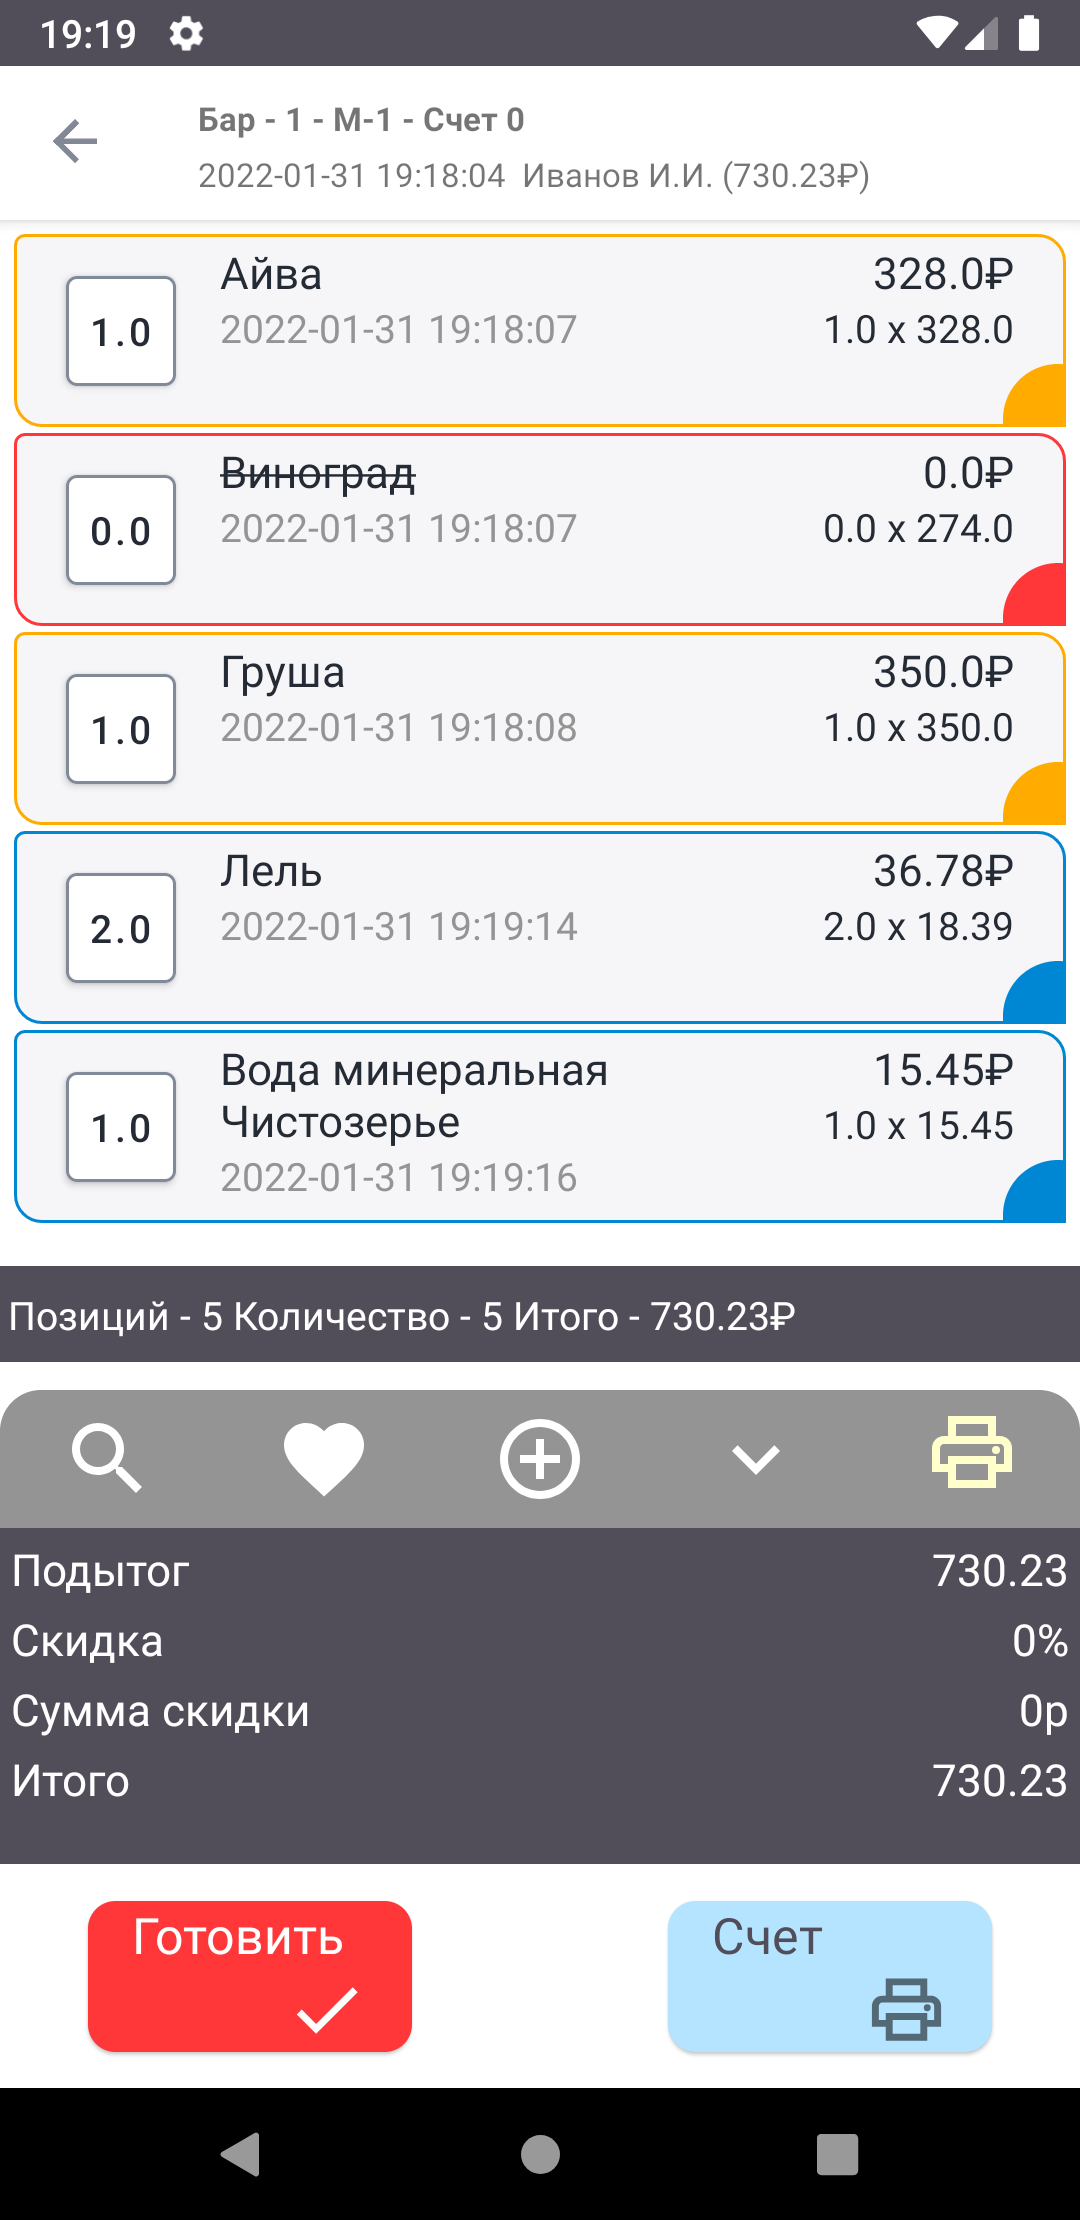 19:19
Бар - 1 - М-1 - Счет 0
2022-01-31 19:18:04 Иванов И.И. (730.23₽)
Айва 328.0₽
1.0 2022-01-31 19:18:07 1.0 x 328.0
Виноград 0.0₽
0.0 2022-01-31 19:18:07 0.0 x 274.0
Груша 350.0₽
1.0 2022-01-31 19:18:08 1.0 x 350.0
Лель 36.78₽
2.0 2022-01-31 19:19:14 2.0 x 18.39
Вода минеральная 15.45₽
1.0 Чистозерье 1.0 x 15.45
2022-01-31 19:19:16
Позиций - 5 Количество - 5 Итого - 730.23₽
Подытог 730.23
Скидка 0%
Сумма скидки 0р
Итого 730.23
Готовить Счет